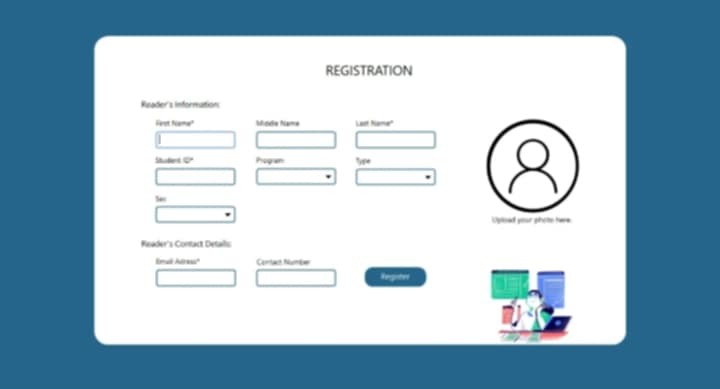 REGISTRATION
Reader's Information:
First Name*
Middle Name
Last Name*
Student ID*
Program
Type
Sex
Upload your photo here.
Reader's Contact Details:
Email Adress*
Contact Number
Register